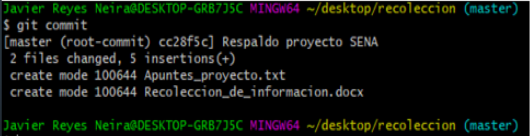 Javier Reyes Neira@DESKTOP-GRB7J5C MINGW64 ~/desktop/recoleccion (master)
$ git commit
[master (root-commit) cc28f5c] Respaldo proyecto SENA
 2 files changed, 5 insertions(+)
 create mode 100644 Apuntes_proyecto.txt
 create mode 100644 Recoleccion_de_informacion.docx
Javier Reyes Neira@DESKTOP-GRB7J5C MINGW64 ~/desktop/recoleccion (master)